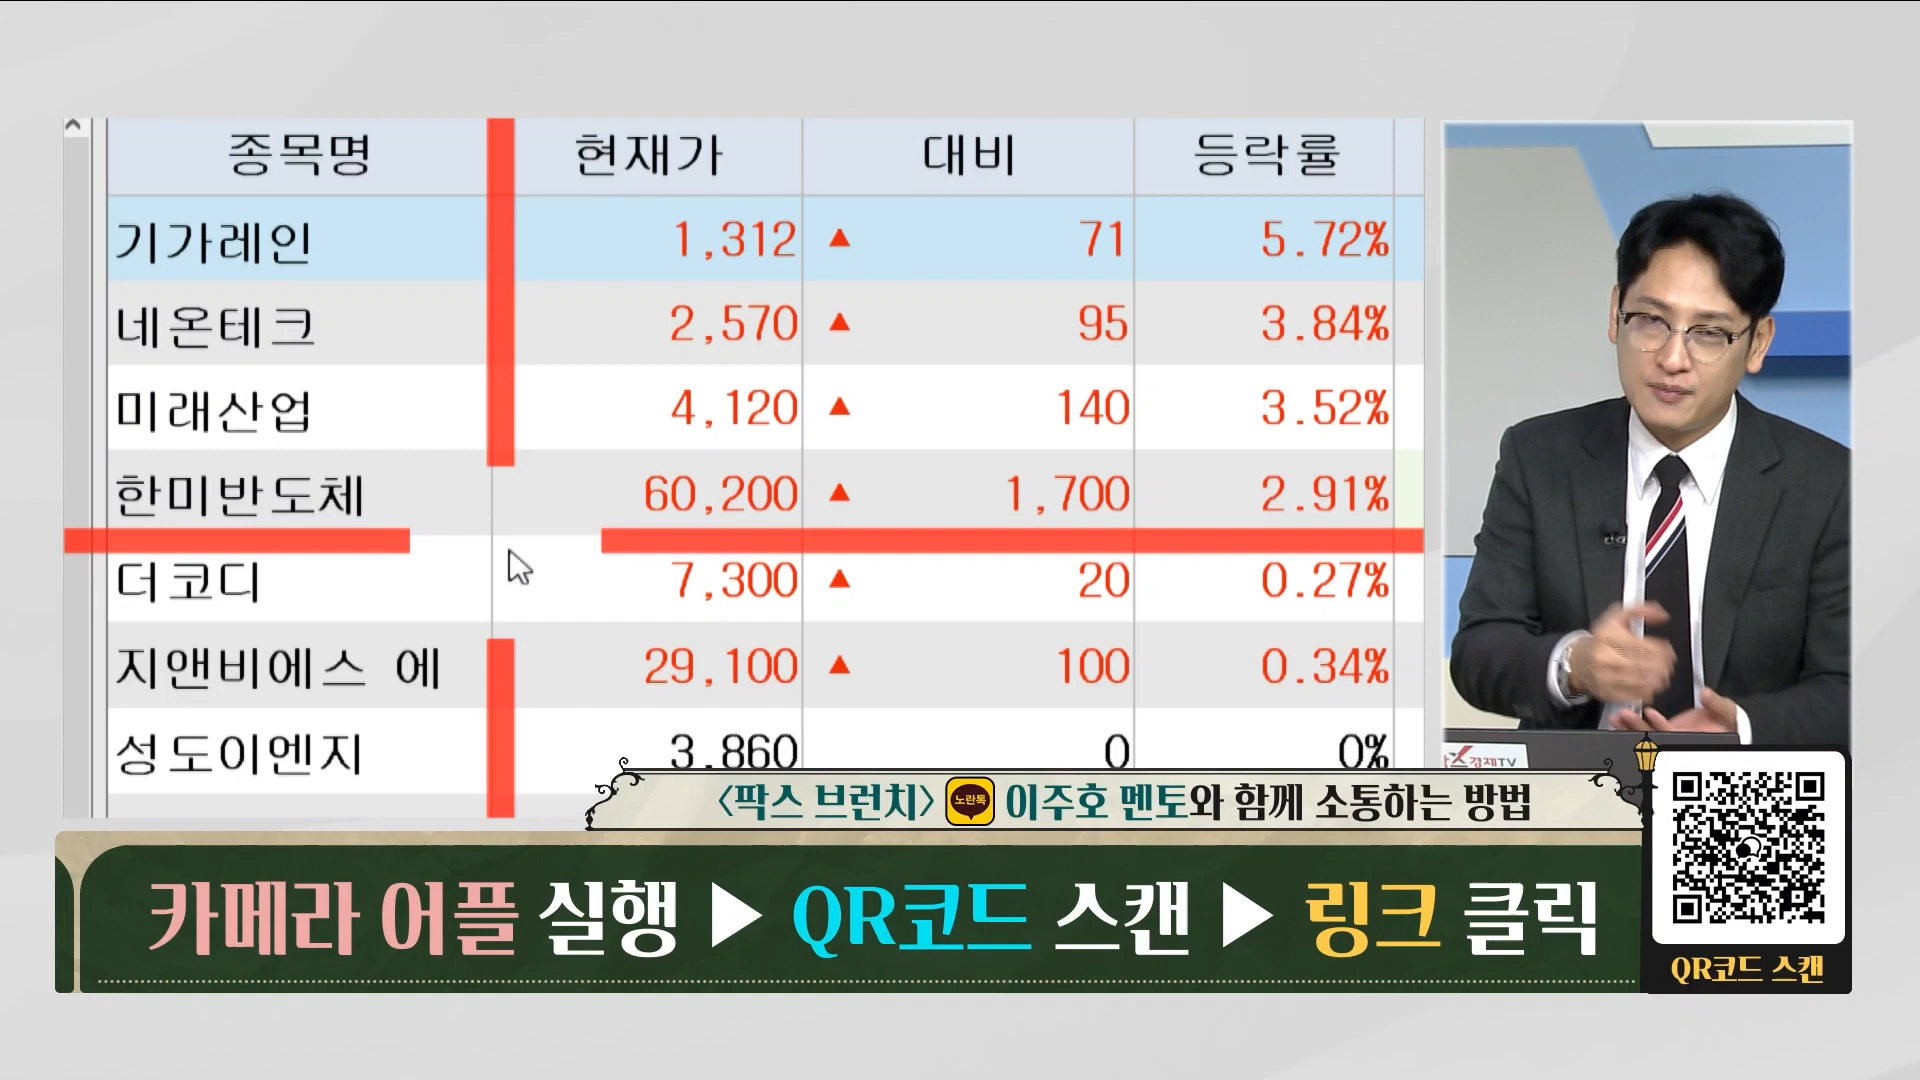 종목명 현재가 대비 등락률
기가레인 1,312 ▲ 71 5.72%
네온테크 2,570 ▲ 95 3.84%
미래산업 4,120 ▲ 140 3.52%
한미반도체 60,200 ▲ 1,700 2.91%
더코디 7,300 ▲ 20 0.27%
지앤비에스 에 29,100 ▲ 100 0.34%
성도이엔지 3,860 0 0%
경제TV
〈팍스 브런치〉 노란톡 이주호 멘토와 함께 소통하는 방법
카메라 어플 실행 ▶ QR코드 스캔 ▶ 링크 클릭
QR코드 스캔